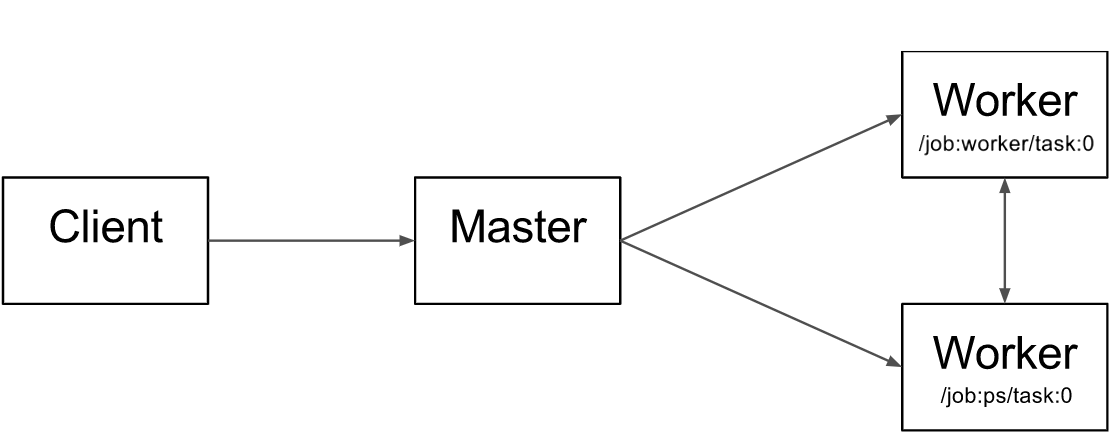 Client
Master
Worker
/job:worker/task:0
Worker
/job:ps/task:0